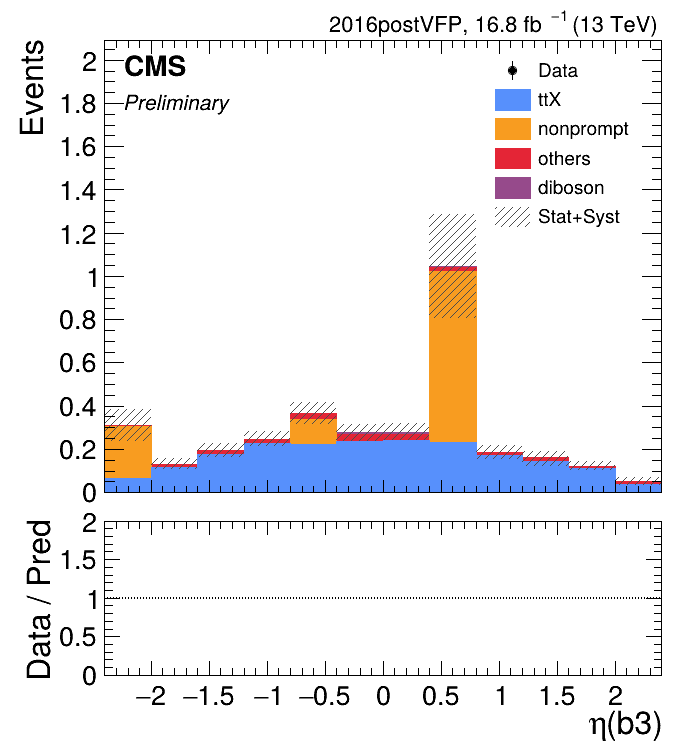 2016postVFP, 16.8 fb⁻¹ (13 TeV)
CMS
Preliminary
Events
2
1.8
1.6
1.4
1.2
1
0.8
0.6
0.4
0.2
0
Data
ttX
nonprompt
others
diboson
Stat+Syst
Data / Pred
2
1.5
1
0.5
0
−2 −1.5 −1 −0.5 0 0.5 1 1.5 2
η(b3)